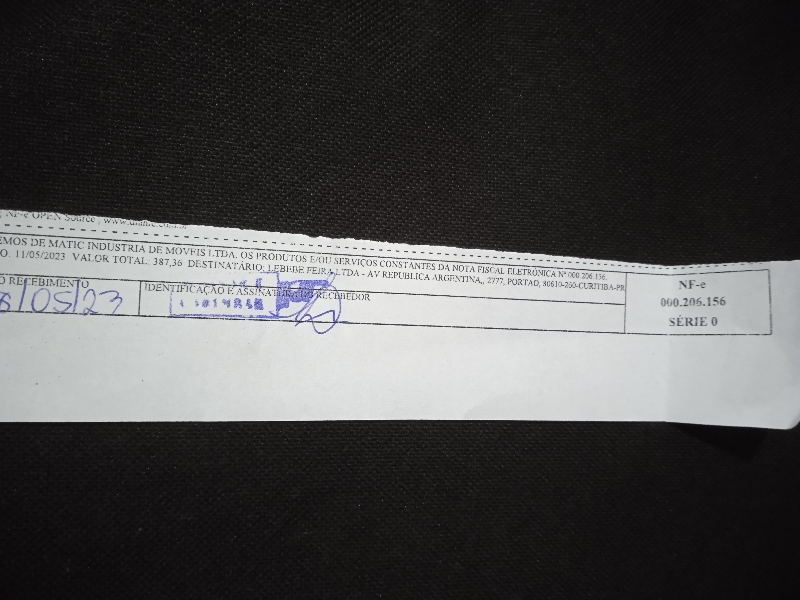 NF-e OPEN Source
EMOS DE MATIC INDUSTRIA DE MOVEIS LTDA. OS PRODUTOS E/OU SERVIÇOS CONSTANTES DA NOTA FISCAL ELETRÔNICA Nº 000.206.156.
O. 11/05/2023 VALOR TOTAL: 387,36 DESTINATÁRIO: LEBEBE FEIRA LTDA - AV REPUBLICA ARGENTINA,, 2777, PORTAO, 80610-260-CURITIBA-PR
O RECEBIMENTO
8/05/23
IDENTIFICAÇÃO E ASSINATURA DO RECEBEDOR
NF-e
000.206.156
SÉRIE 0